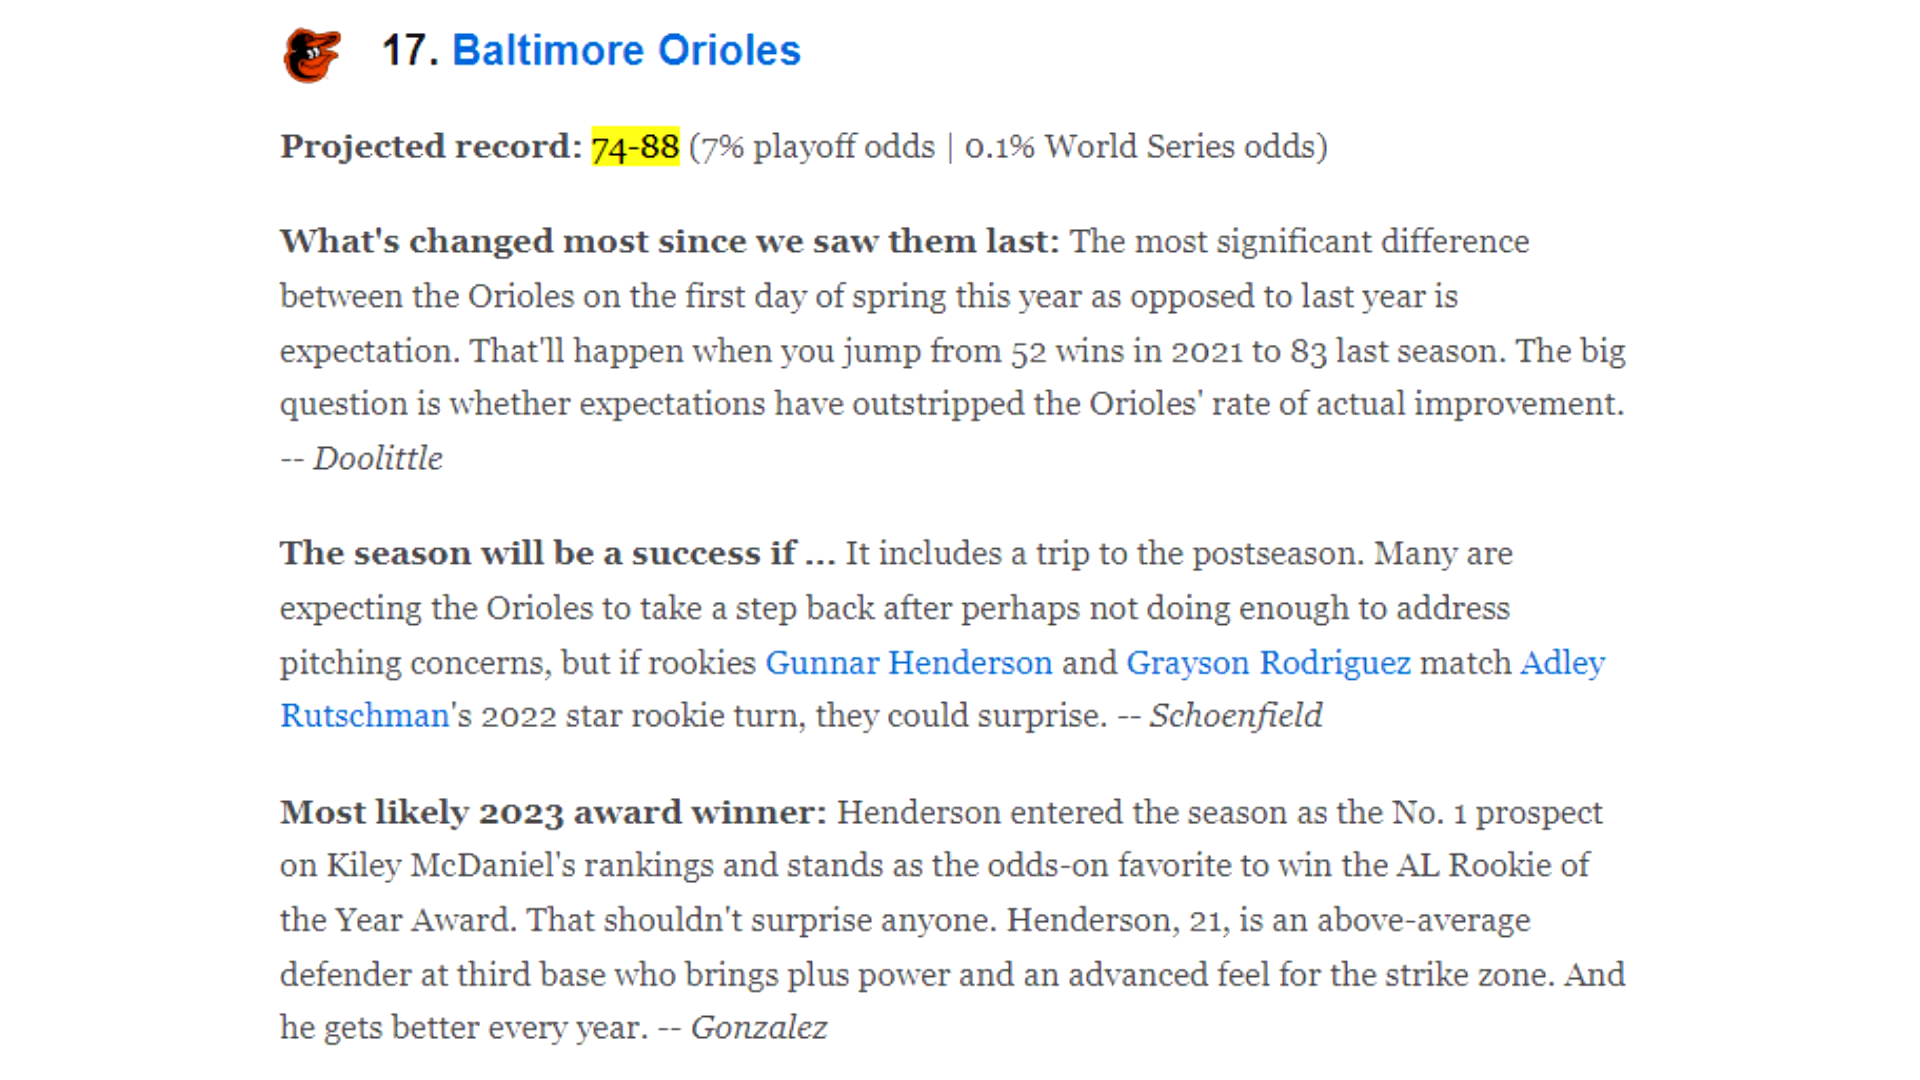 17. Baltimore Orioles
Projected record: 74-88 (7% playoff odds | 0.1% World Series odds)
What's changed most since we saw them last: The most significant difference
between the Orioles on the first day of spring this year as opposed to last year is
expectation. That'll happen when you jump from 52 wins in 2021 to 83 last season. The big
question is whether expectations have outstripped the Orioles' rate of actual improvement.
-- Doolittle
The season will be a success if ... It includes a trip to the postseason. Many are
expecting the Orioles to take a step back after perhaps not doing enough to address
pitching concerns, but if rookies Gunnar Henderson and Grayson Rodriguez match Adley
Rutschman's 2022 star rookie turn, they could surprise. -- Schoenfield
Most likely 2023 award winner: Henderson entered the season as the No. 1 prospect
on Kiley McDaniel's rankings and stands as the odds-on favorite to win the AL Rookie of
the Year Award. That shouldn't surprise anyone. Henderson, 21, is an above-average
defender at third base who brings plus power and an advanced feel for the strike zone. And
he gets better every year. -- Gonzalez